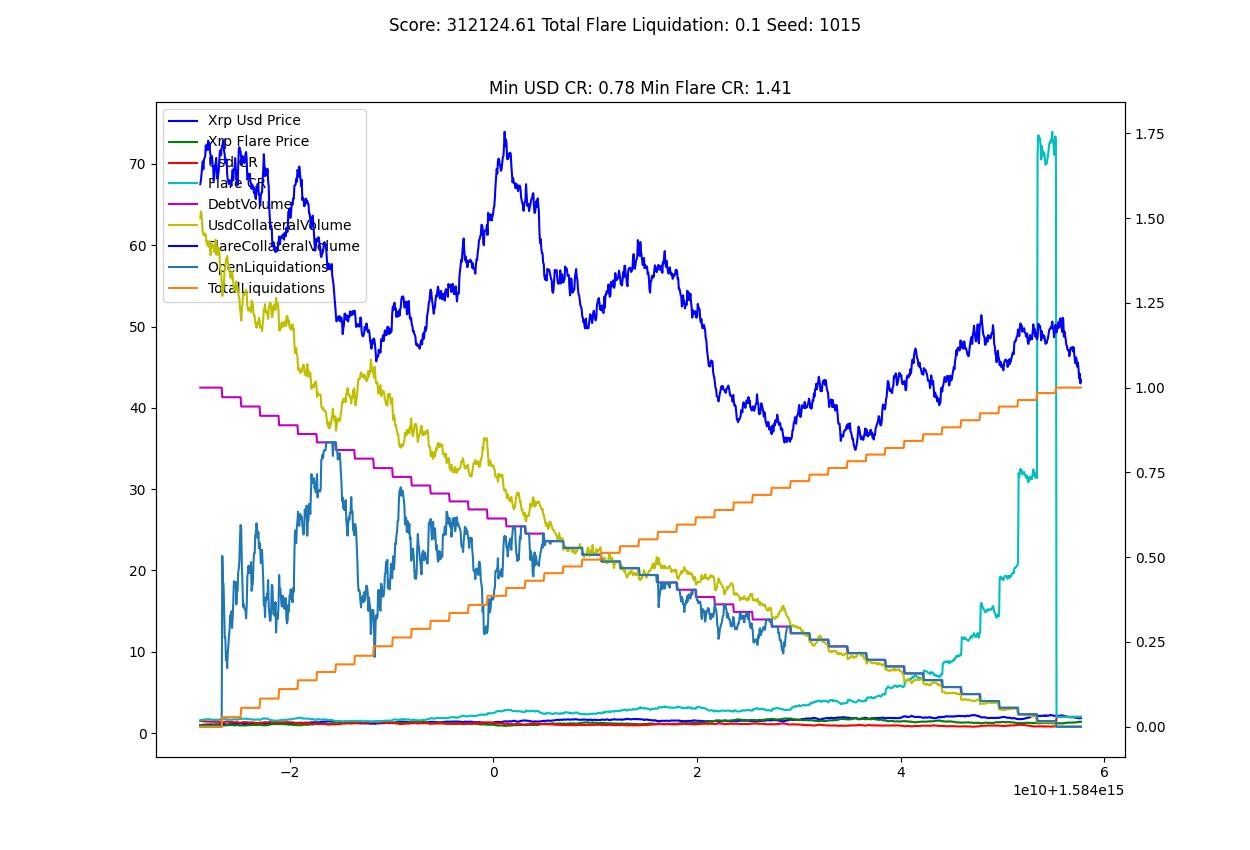 Score: 312124.61 Total Flare Liquidation: 0.1 Seed: 1015
Min USD CR: 0.78 Min Flare CR: 1.41
Xrp Usd Price
Xrp Flare Price
Usd CR
Flare CR
DebtVolume
UsdCollateralVolume
FlareCollateralVolume
OpenLiquidations
TotalLiquidations
70
60
50
40
30
20
10
0
1.75
1.50
1.25
1.00
0.75
0.50
0.25
0.00
−2
0
2
4
6
1e10+1.584e15